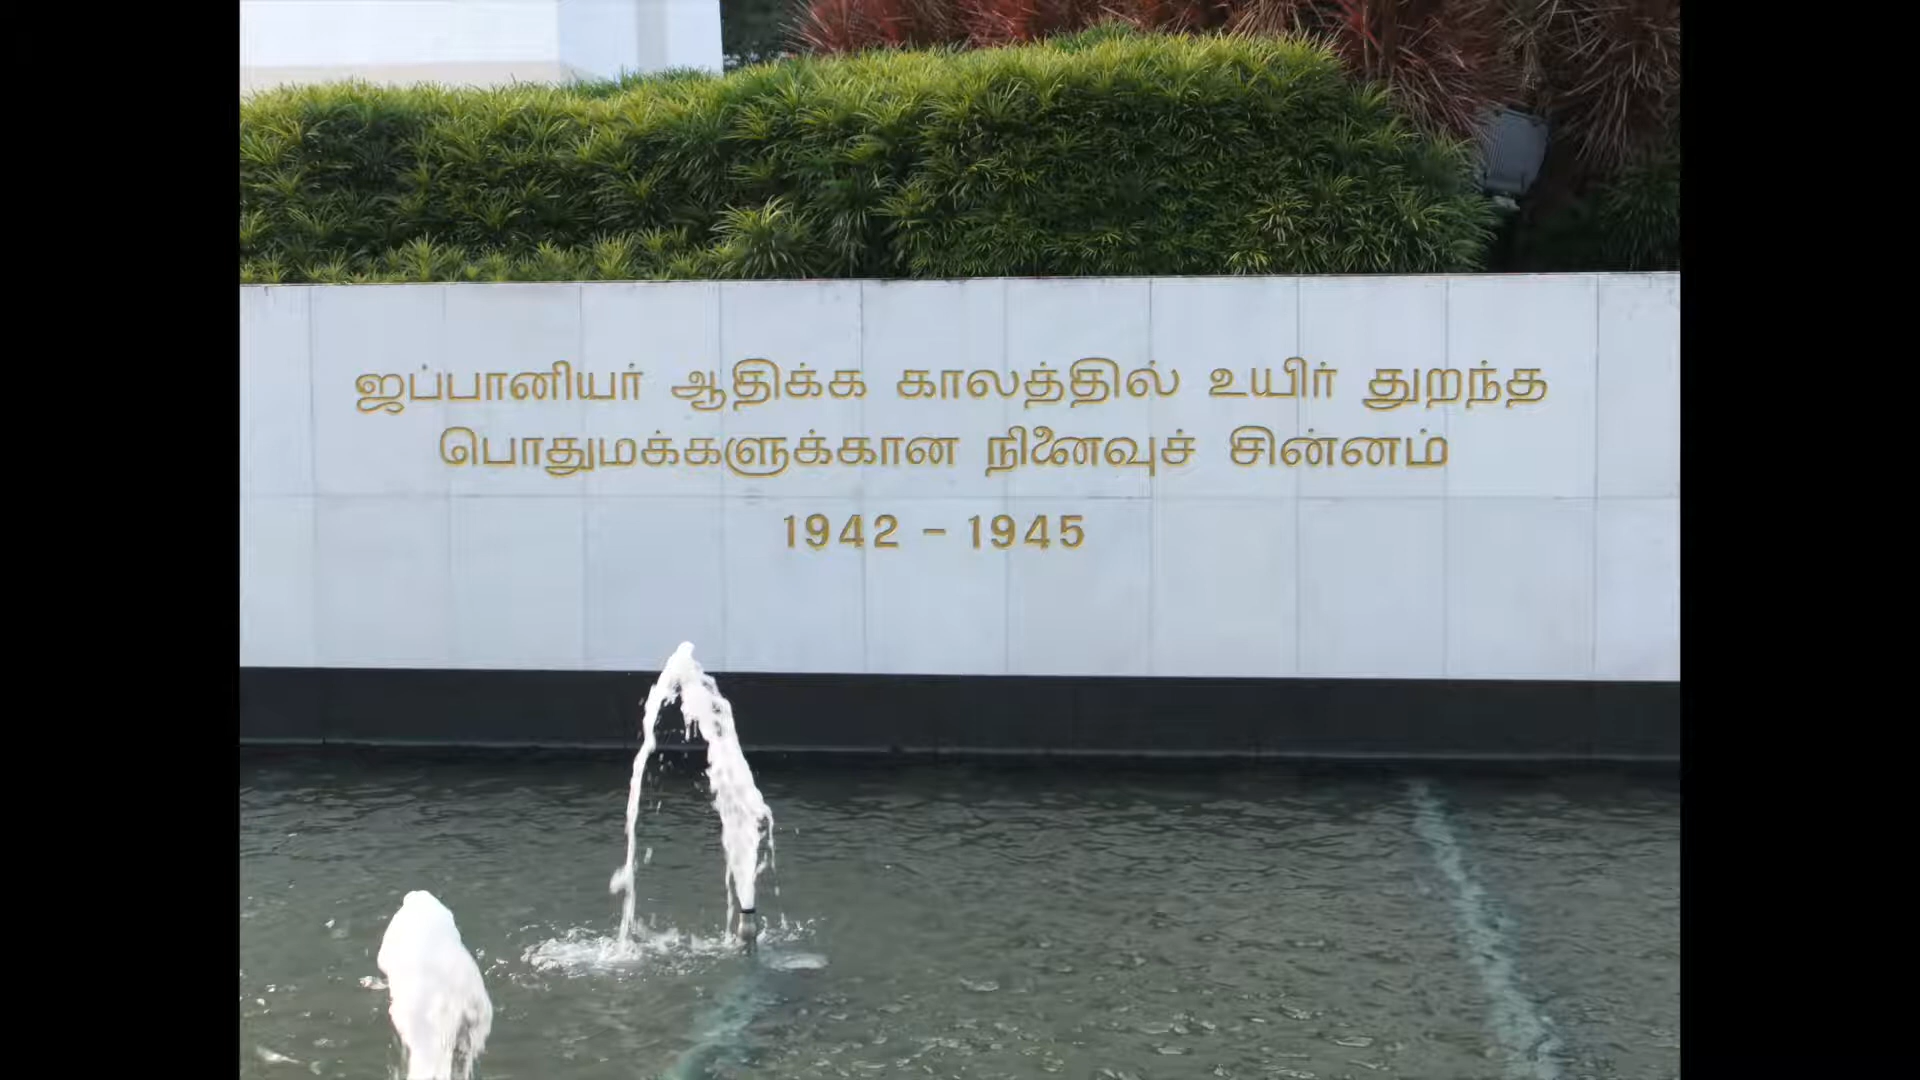 ஜப்பானியர் ஆதிக்க காலத்தில் உயிர் துறந்த
பொதுமக்களுக்கான நினைவுச் சின்னம்
1942 - 1945